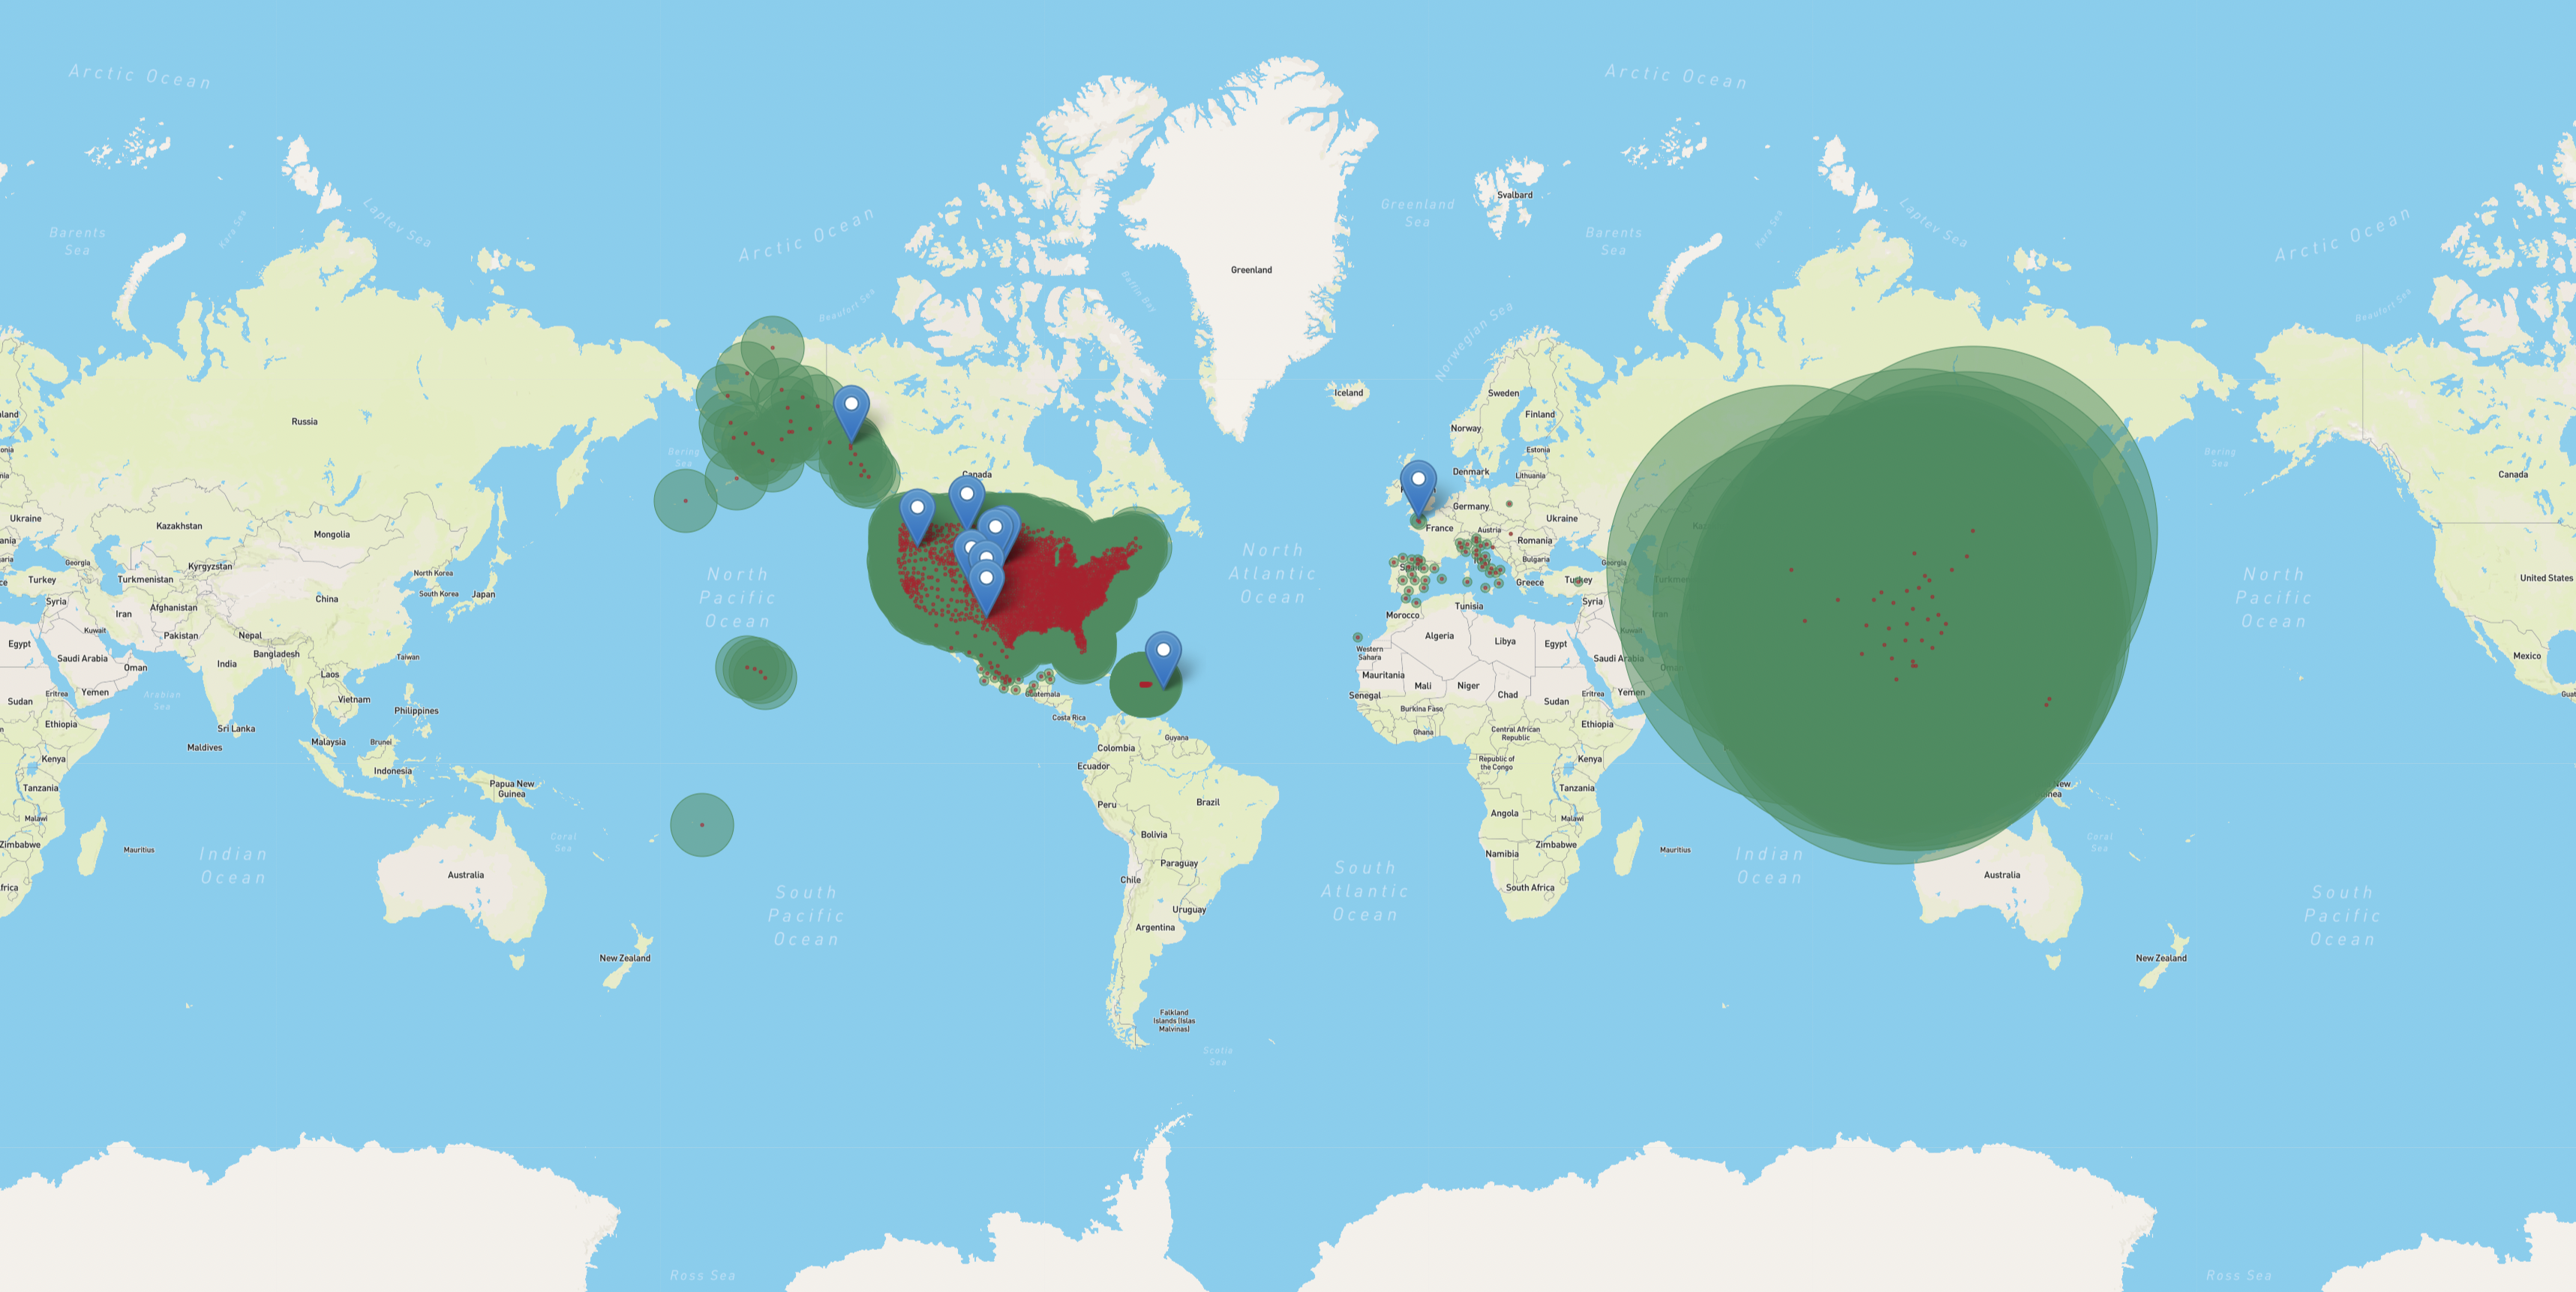 Arctic Ocean
Arctic Ocean
Svalbard
Greenland
Sea
Barents
Sea
Kara Sea
Laptev Sea
Arctic Ocean
Barents
Sea
Kara Sea
Laptev Sea
Arctic Ocean
Greenland
Baffin Bay
Beaufort Sea
Beaufort Sea
Norwegian Sea
Iceland
Sweden
Finland
Norway
Russia
Estonia
Bering
Sea
Bering
Sea
Canada
Canada
Denmark
Lithuania
Germany
Ukraine
Ukraine
Kazakhstan
Mongolia
France
Austria
Romania
Bulgaria
Georgia
Georgia
Kyrgyzstan
Turkmenistan
Turkey
Syria
Afghanistan
Iran
Pakistan
Kuwait
Nepal
China
North Korea
South Korea
Japan
North
Pacific
Ocean
North
Atlantic
Ocean
Greece
Turkey
Syria
Tunisia
Morocco
Algeria
Libya
Egypt
Iran
Kuwait
North
Pacific
Ocean
United States
Mexico
Egypt
Saudi Arabia
Oman
India
Bangladesh
Taiwan
Laos
Vietnam
Philippines
Sudan
Eritrea
Yemen
Arabian
Sea
Ethiopia
Sri Lanka
Maldives
Malaysia
Brunei
Indonesia
Papua New
Guinea
Kenya
Tanzania
Malawi
Zimbabwe
Mauritius
Guatemala
Costa Rica
Western
Sahara
Mauritania
Mali
Niger
Chad
Sudan
Saudi Arabia
Oman
Eritrea
Yemen
Senegal
Burkina Faso
Ghana
Central African
Republic
Ethiopia
Republic of
the Congo
Kenya
Tanzania
Angola
Malawi
Namibia
Zimbabwe
South Africa
Mauritius
Colombia
Guyana
Ecuador
Peru
Brazil
Bolivia
Paraguay
Chile
Uruguay
Argentina
Indian
Ocean
Coral
Sea
Australia
South
Pacific
Ocean
South
Atlantic
Ocean
Indian
Ocean
Australia
Coral
Sea
South
Pacific
Ocean
New Zealand
New Zealand
Falkland
Islands (Islas
Malvinas)
Scotia
Sea
Ross Sea
Ross Sea